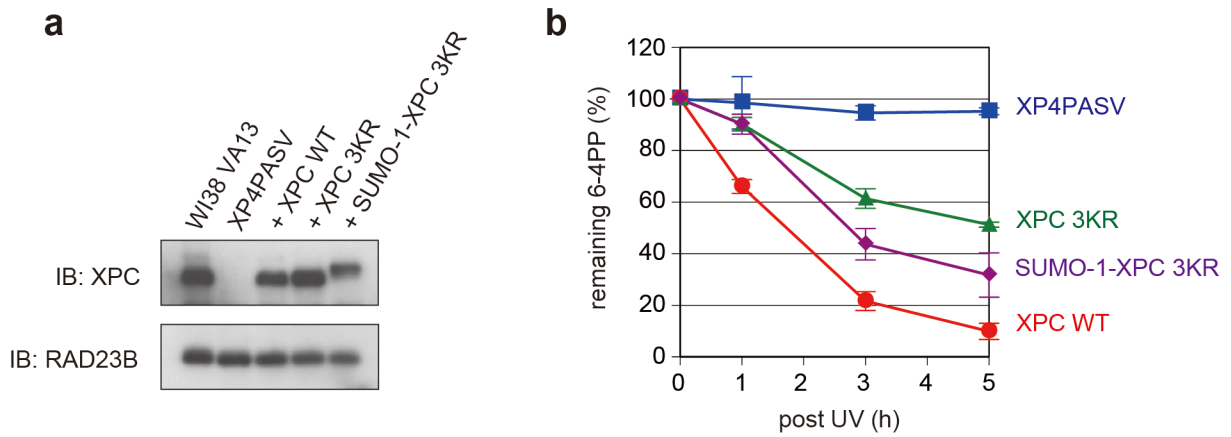 a
WI38 VA13
XP4PASV
+ XPC WT
+ XPC 3KR
+ SUMO-1-XPC 3KR
IB: XPC
IB: RAD23B
b
remaining 6-4PP (%)
120
100
80
60
40
20
0
0 1 2 3 4 5
post UV (h)
XP4PASV
XPC 3KR
SUMO-1-XPC 3KR
XPC WT